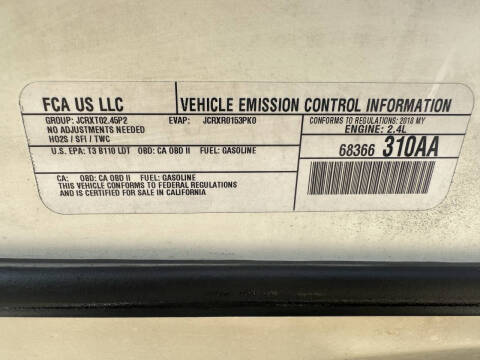 FCA US LLC VEHICLE EMISSION CONTROL INFORMATION
GROUP: JCRXT02.45P2 EVAP: JCRXR0153PK0 CONFORMS TO REGULATIONS: 2018 MY
NO ADJUSTMENTS NEEDED ENGINE: 2.4L
HO2S / SFI / TWC
U.S. EPA: T3 B110 LDT OBD: CA OBD II FUEL: GASOLINE 68366 310AA
CA: OBD: CA OBD II FUEL: GASOLINE
THIS VEHICLE CONFORMS TO FEDERAL REGULATIONS
AND IS CERTIFIED FOR SALE IN CALIFORNIA